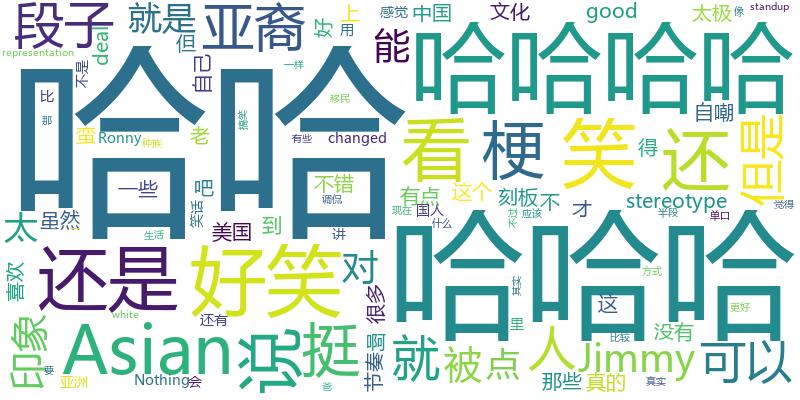 哈哈
哈哈哈哈
哈哈哈
段子
就是
亚裔
deal
representation
但
不是
自己
好
上
用
能
感觉
中国
文化
good
太极
像
standup
比
那
蛮
Ronny
种族
老
搞笑
移民
一样
有些
changed
看
梗
笑
还
自嘲
得
但是
一些
吕
笑话
不错
调侃
有点
这个
刻板
不
才
stereotype
太
虽然
美国
到
讲
现在
国人
什么
不过
应该
半段
单口
觉得
喜欢
生活
还是
好笑
对
很多
这
里
其实
方式
更好
white
还有
印象
Asian
说
挺
节奏
哥
就
被
点
人
Jimmy
比较
没有
可以
要
亚洲
Nothing
会
爸
那些
真的
真实